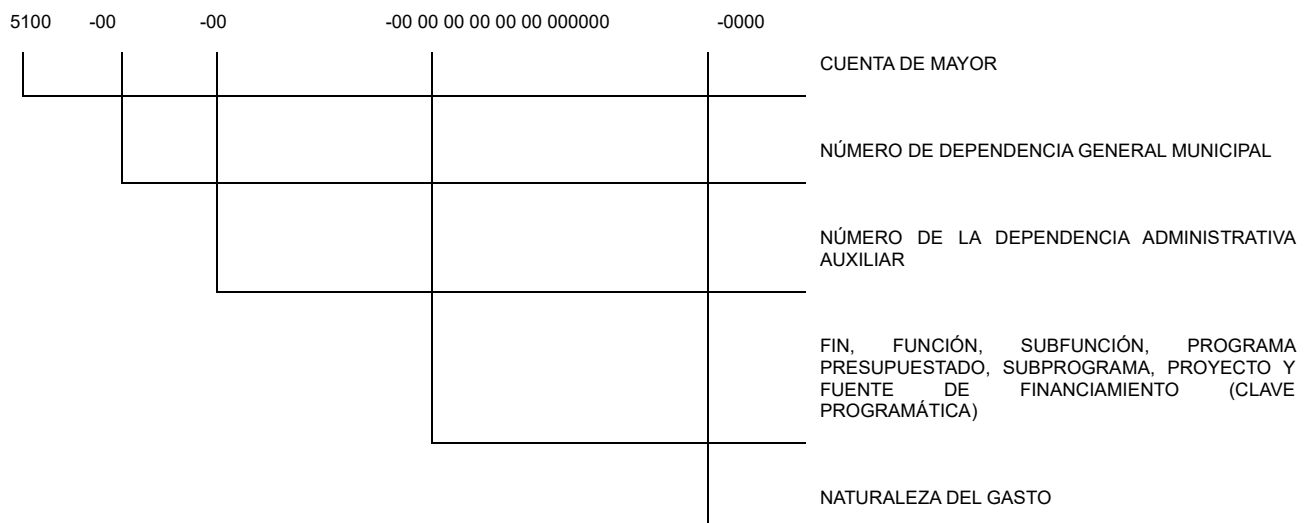 5100 -00 -00 -00 00 00 00 00 00 000000 -0000
CUENTA DE MAYOR
NÚMERO DE DEPENDENCIA GENERAL MUNICIPAL
NÚMERO DE LA DEPENDENCIA ADMINISTRATIVA
AUXILIAR
FIN, FUNCIÓN, SUBFUNCIÓN, PROGRAMA
PRESUPUESTADO, SUBPROGRAMA, PROYECTO Y
FUENTE DE FINANCIAMIENTO (CLAVE
PROGRAMÁTICA)
NATURALEZA DEL GASTO